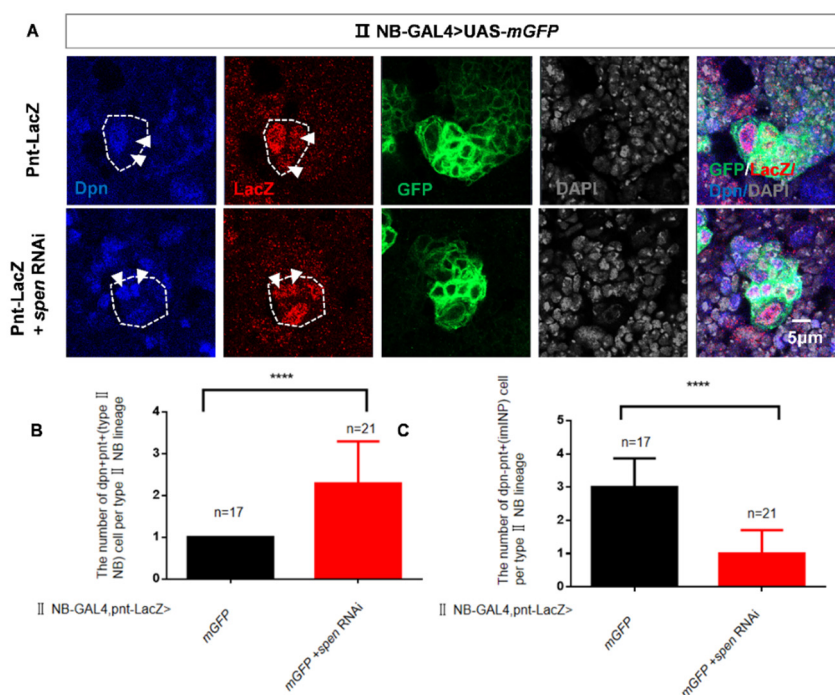 A
Ⅱ NB-GAL4>UAS-mGFP
Pnt-LacZ
Dpn
LacZ
GFP
DAPI
GFP/LacZ/
Dpn/DAPI
Pnt-LacZ
+ spen RNAi
5μm
B
****
The number of dpn+pnt+(type Ⅱ
NB) cell per type Ⅱ NB lineage
4
3
2
1
0
n=17
n=21
Ⅱ NB-GAL4,pnt-LacZ>
mGFP
mGFP +spen RNAi
C
****
The number of dpn-pnt+(imINP) cell
per type Ⅱ NB lineage
5
4
3
2
1
0
n=17
n=21
Ⅱ NB-GAL4,pnt-LacZ>
mGFP
mGFP +spen RNAi